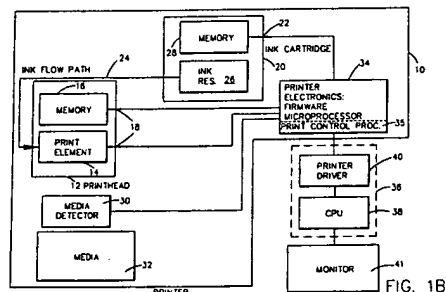 22
28
MEMORY
INK CARTRIDGE
20
INK RES. 26
24
INK FLOW PATH
10
34
PRINTER
ELECTRONICS:
FIRMWARE
MICROPROCESSOR
PRINT CONTROL PROC.
35
16
MEMORY
18
PRINT
ELEMENT
14
12 PRINTHEAD
MEDIA
DETECTOR
30
MEDIA
32
PRINTER
40
PRINTER
DRIVER
36
CPU
38
MONITOR
41
FIG. 1B